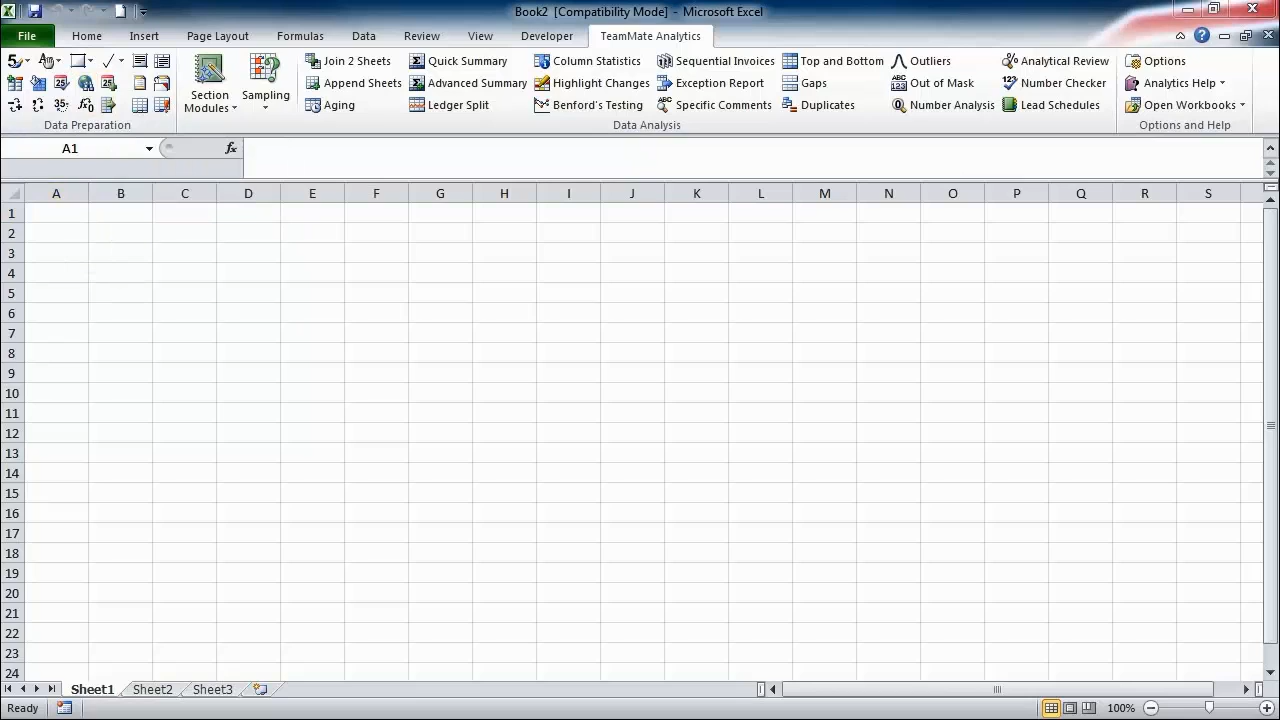 Book2 [Compatibility Mode] - Microsoft Excel
File Home Insert Page Layout Formulas Data Review View Developer TeamMate Analytics
Join 2 Sheets Quick Summary Column Statistics Sequential Invoices Top and Bottom Outliers Analytical Review Options
Section Modules Sampling Append Sheets Advanced Summary Highlight Changes Exception Report Gaps Out of Mask Number Check Analytics Help
Aging Ledger Split Benford's Testing Specific Comments Duplicates Number Analysis Lead Schedules Open Workbooks
Data Preparation Data Analysis Options and Help
A1 fx
A B C D E F G H I J K L M N O P Q R S
1
2
3
4
5
6
7
8
9
10
11
12
13
14
15
16
17
18
19
20
21
22
23
24
Sheet1 Sheet2 Sheet3
Ready 100%